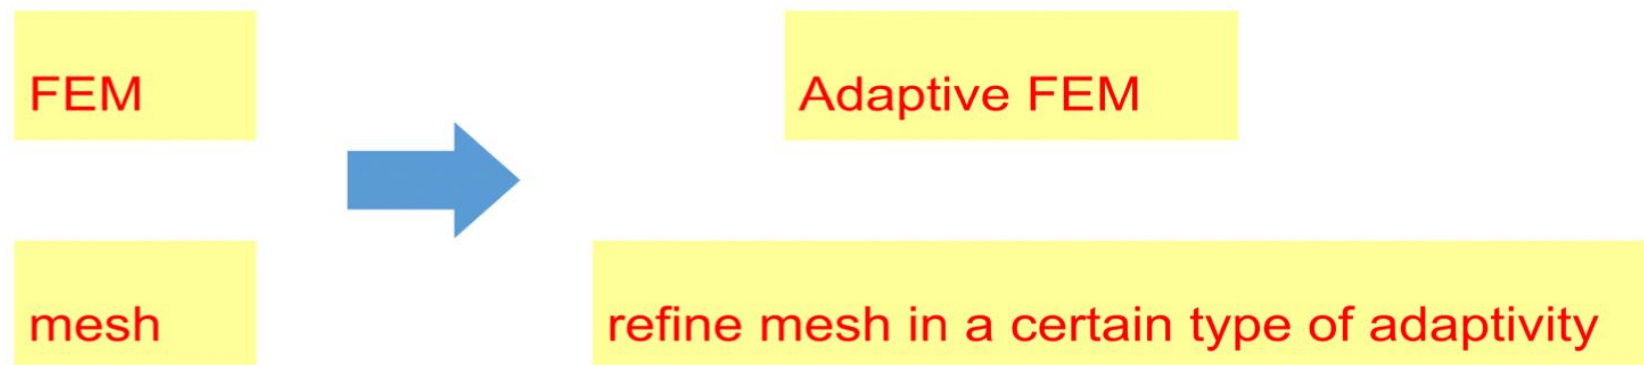 FEM
Adaptive FEM
mesh
refine mesh in a certain type of adaptivity